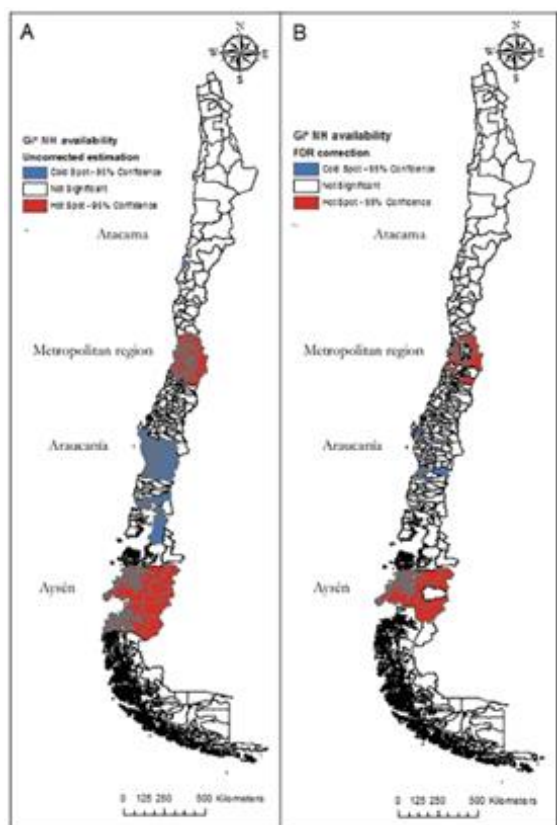 A
N
W
E
S
Gi* NH availability
Uncorrected estimation
Cold Spot - 95% Confidence
Not Significant
Hot Spot - 95% Confidence
Atacama
Metropolitan region
Araucanía
Aysén
0 125 250 500 Kilometers
B
N
W
E
S
Gi* NH availability
FDR correction
Cold Spot - 95% Confidence
Not Significant
Hot Spot - 95% Confidence
Atacama
Metropolitan region
Araucanía
Aysén
0 125 250 500 Kilometers